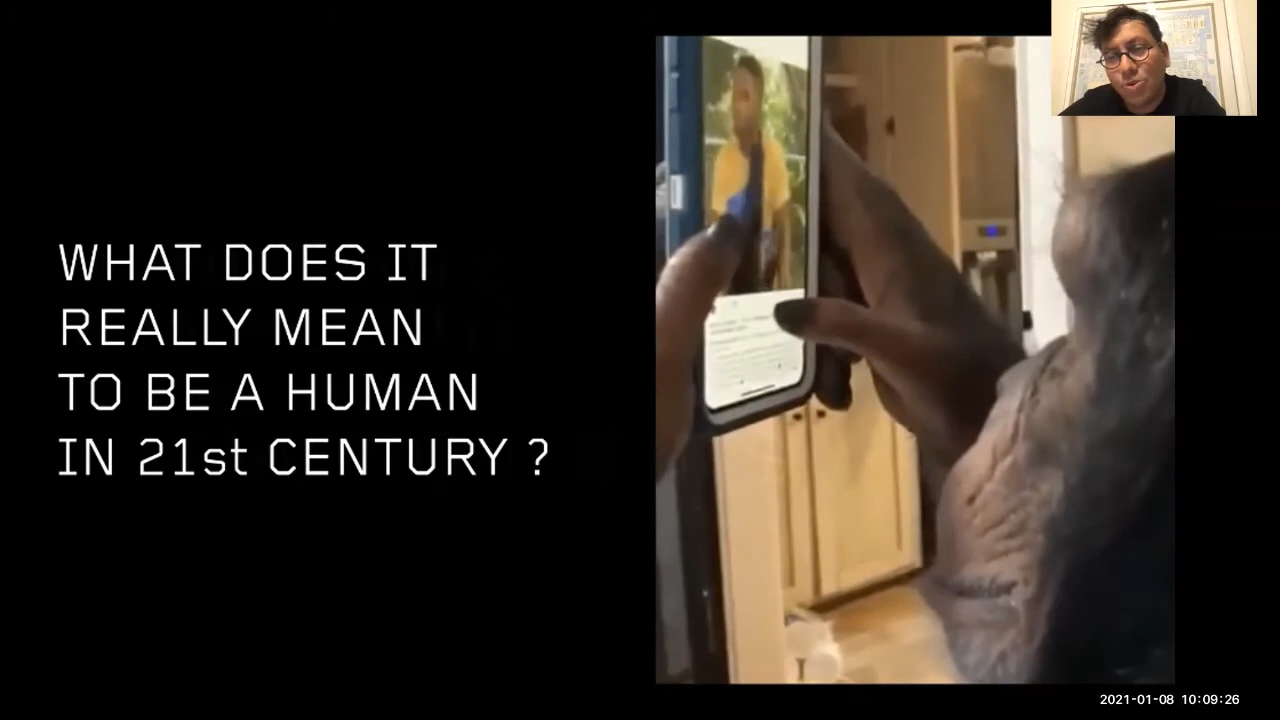 WHAT DOES IT
REALLY MEAN
TO BE A HUMAN
IN 21st CENTURY ?
2021-01-08 10:09:26